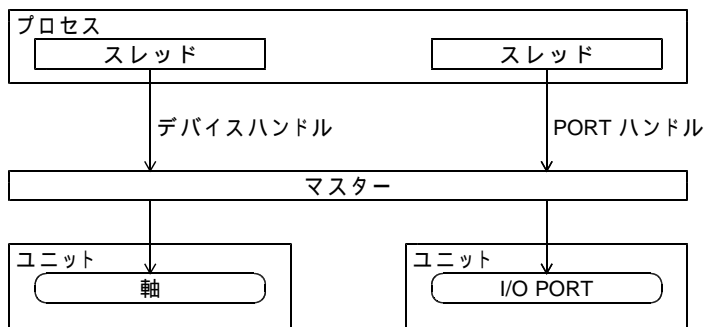 プロセス
スレッド スレッド
デバイスハンドル PORT ハンドル
マスター
ユニット ユニット
軸 I/O PORT